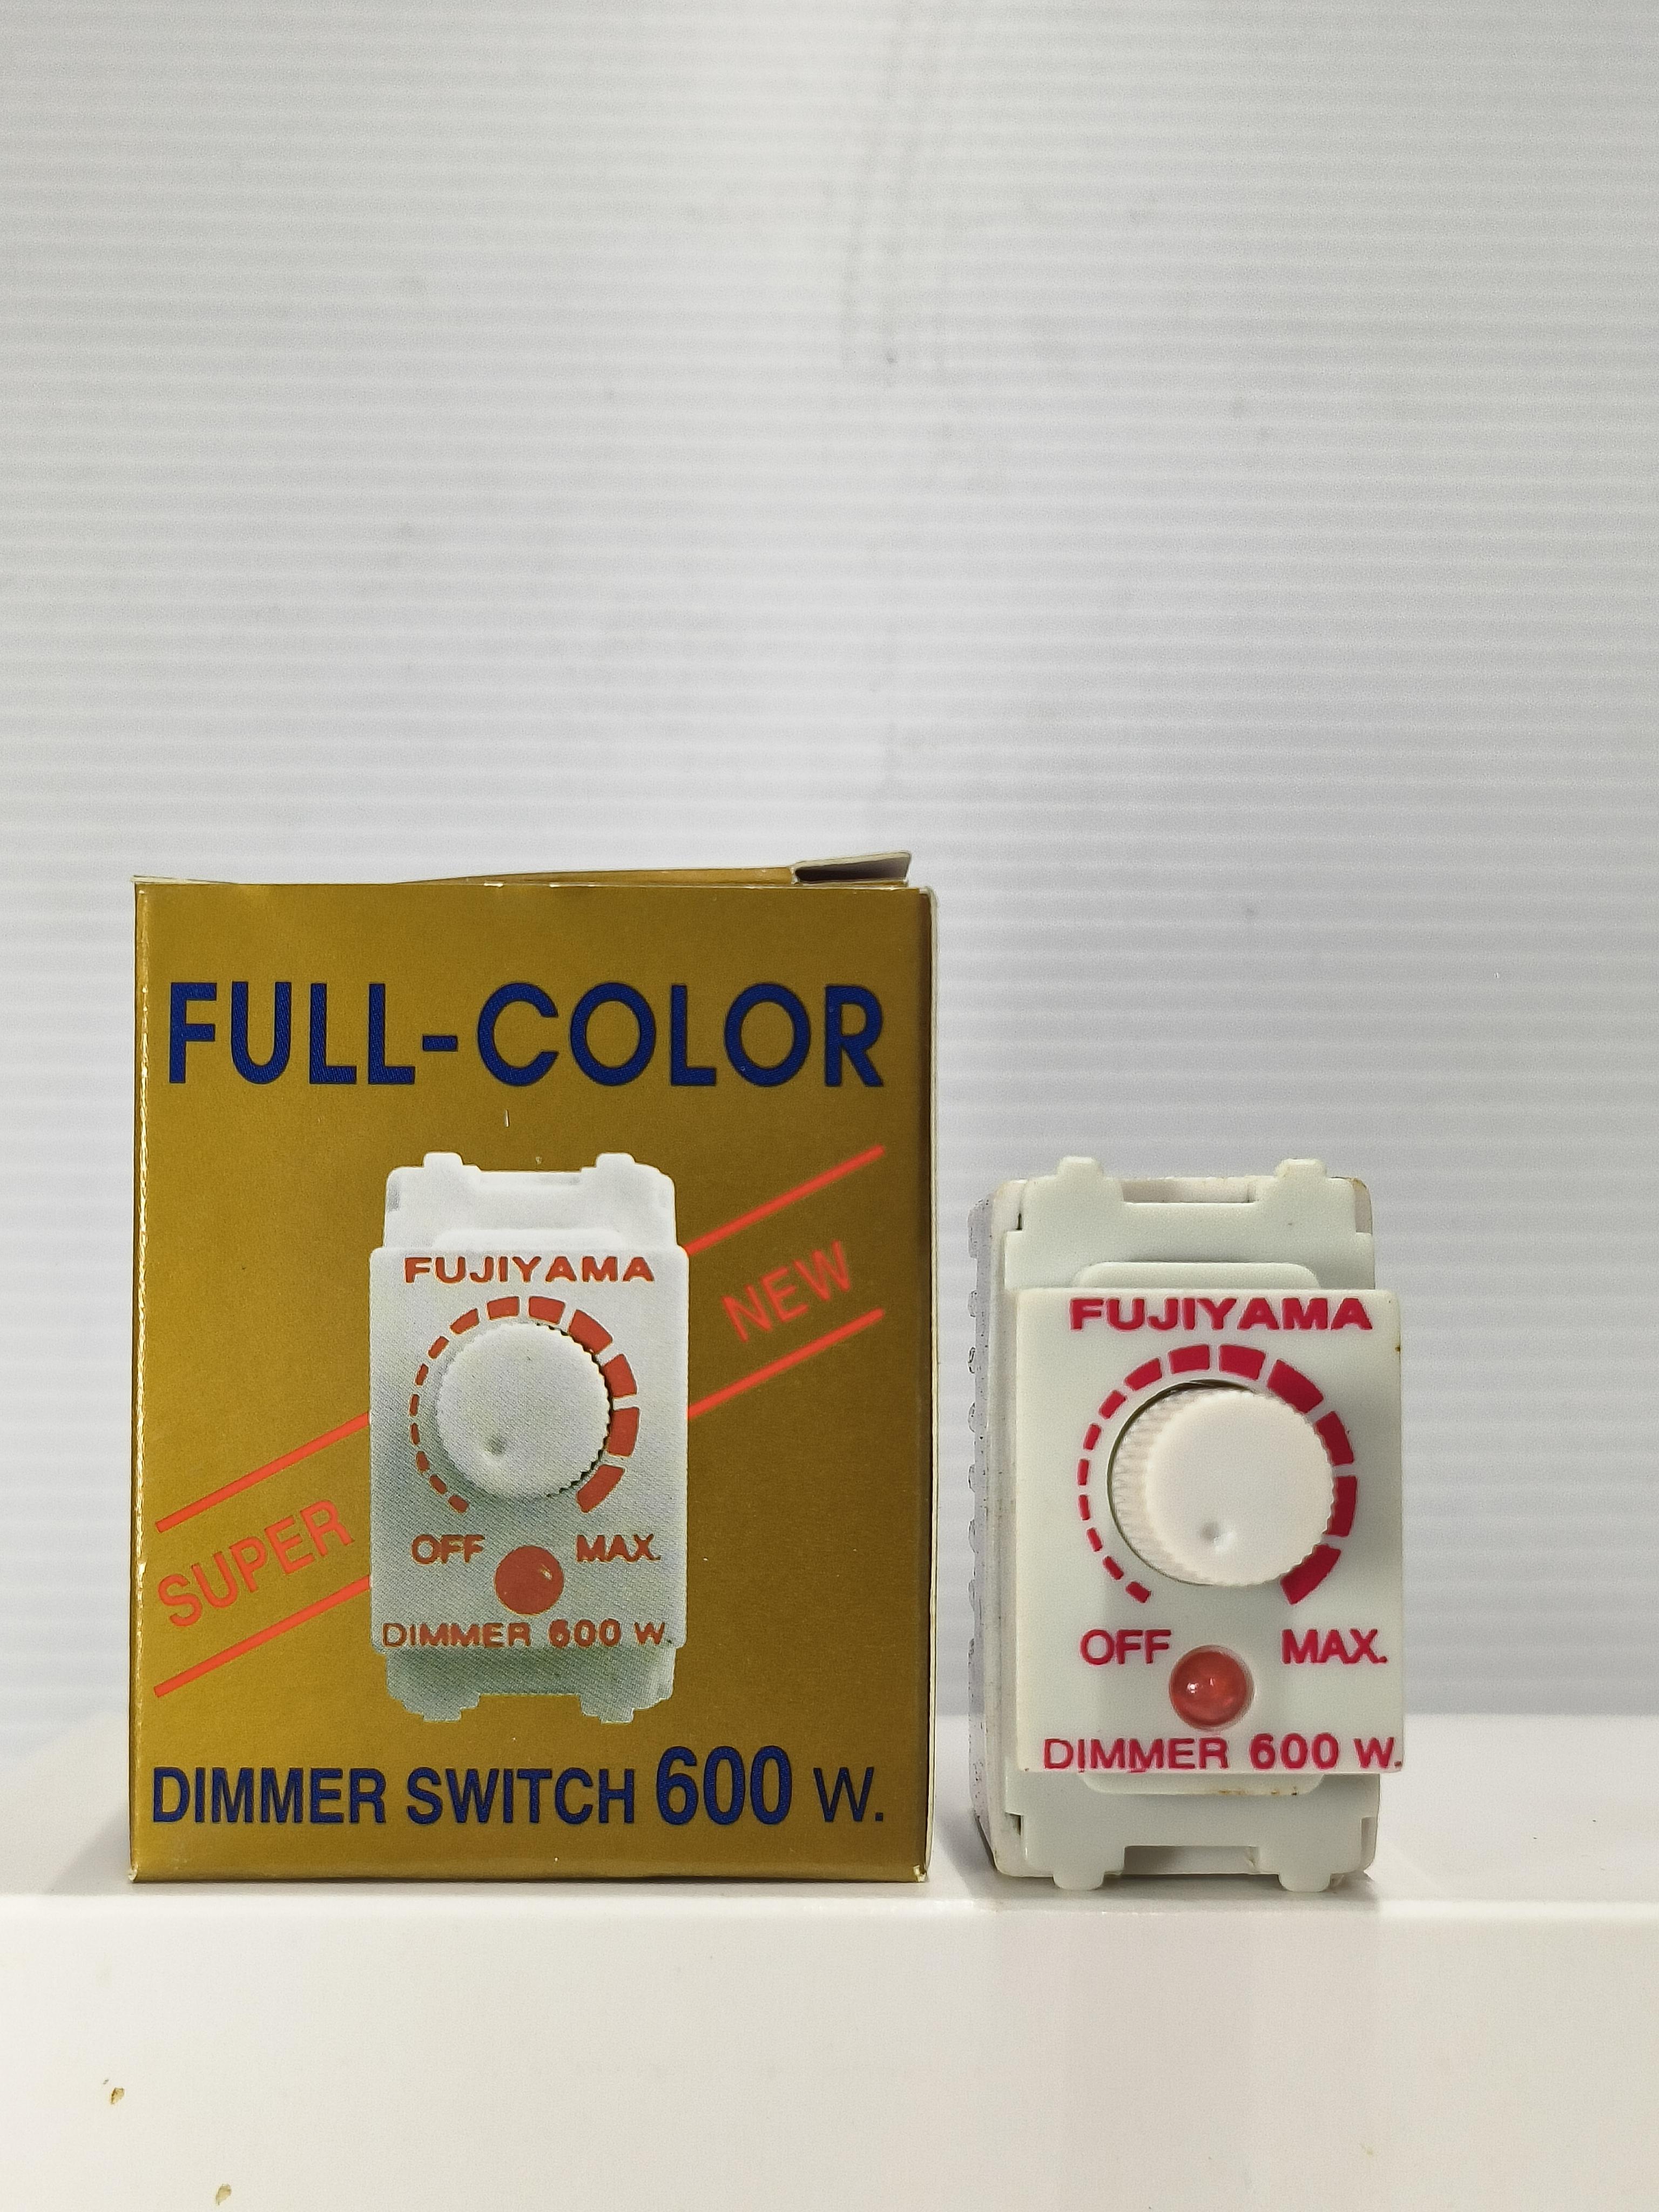 FULL-COLOR
NEW
SUPER
FUJIYAMA
OFF
MAX.
DIMMER 600 W.
DIMMER SWITCH 600 W.
FUJIYAMA
OFF
MAX.
DIMMER 600 W.